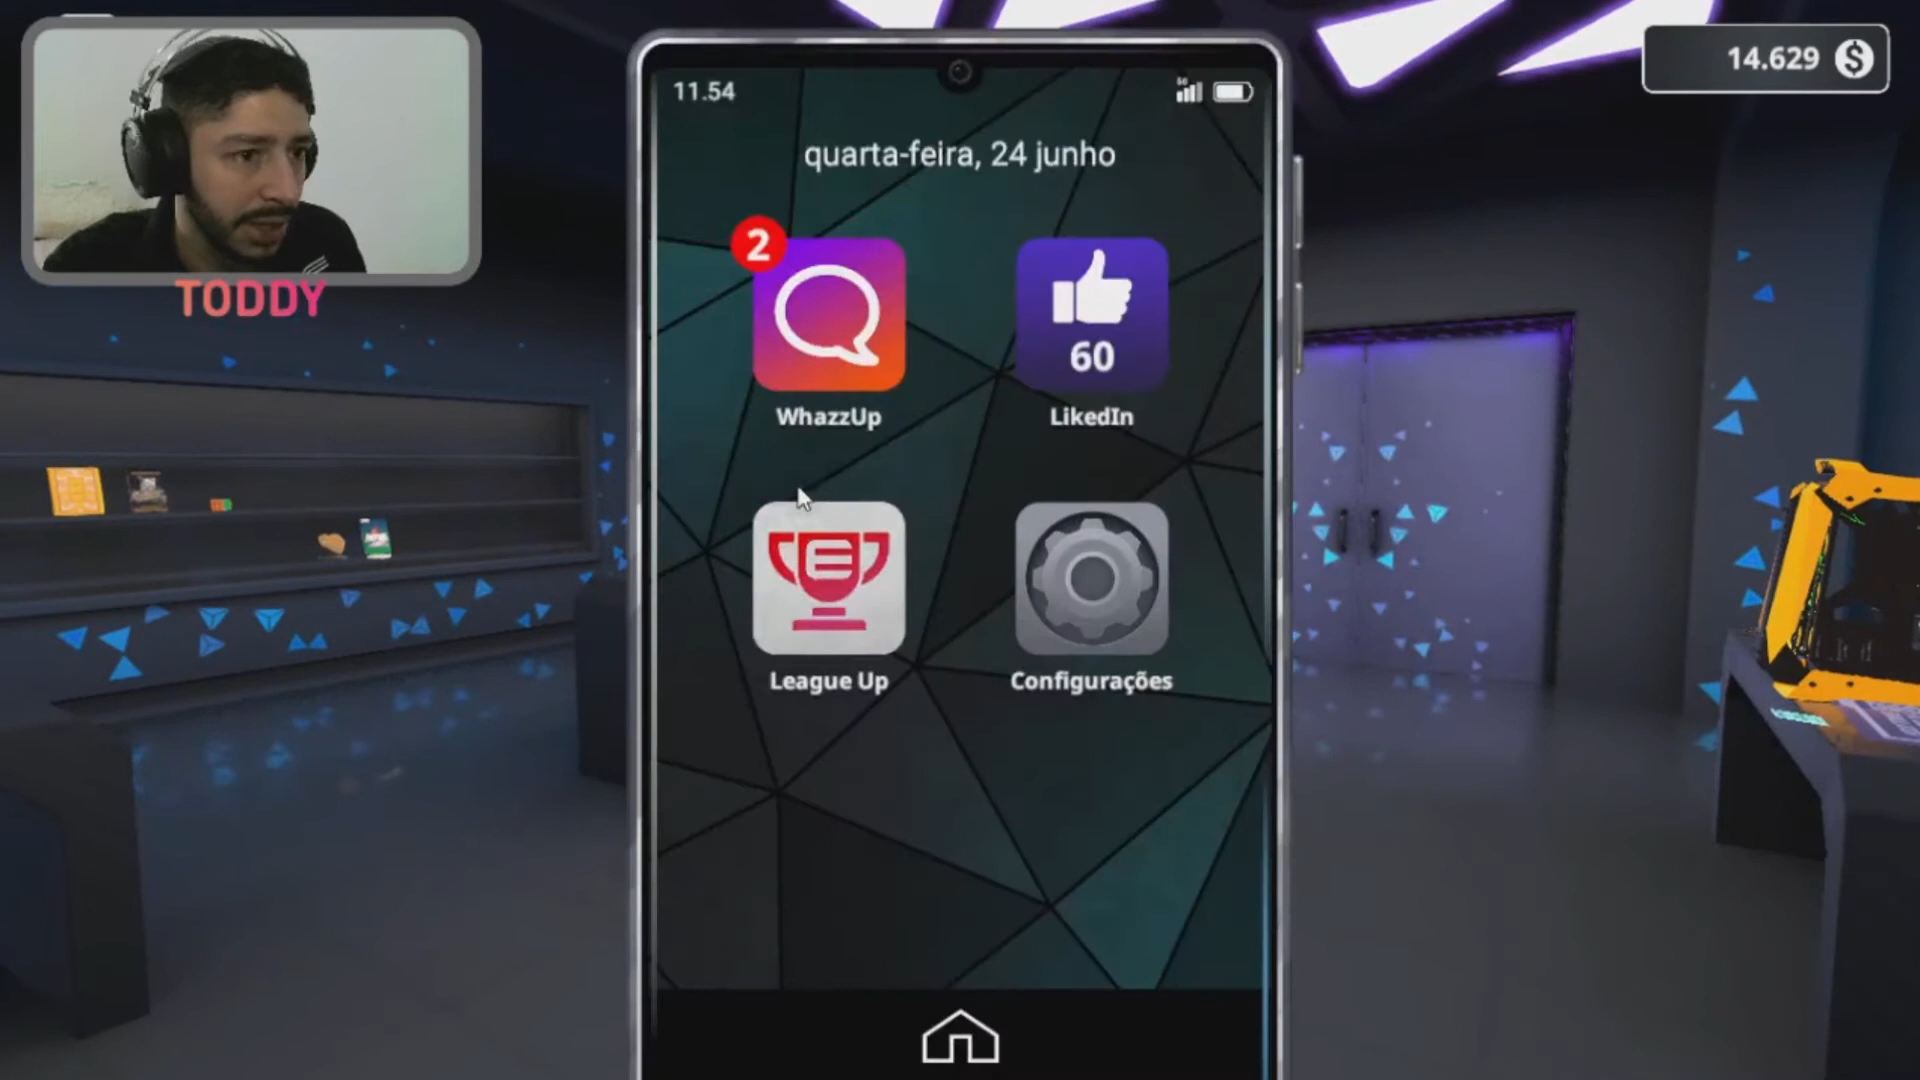 TODDY
11.54
14.629
quarta-feira, 24 junho
2
60
WhazzUp
LikedIn
League Up
Configurações